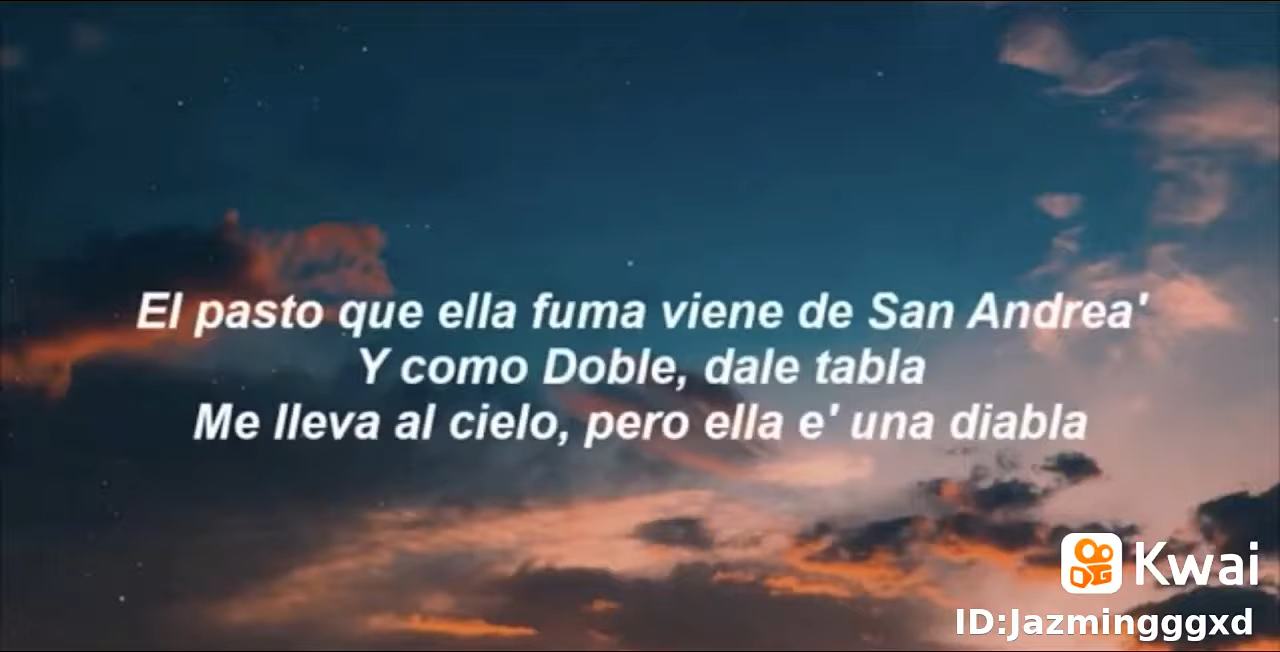 El pasto que ella fuma viene de San Andrea'
Y como Doble, dale tabla
Me lleva al cielo, pero ella e' una diabla
Kwai
ID:Jazmingggxd